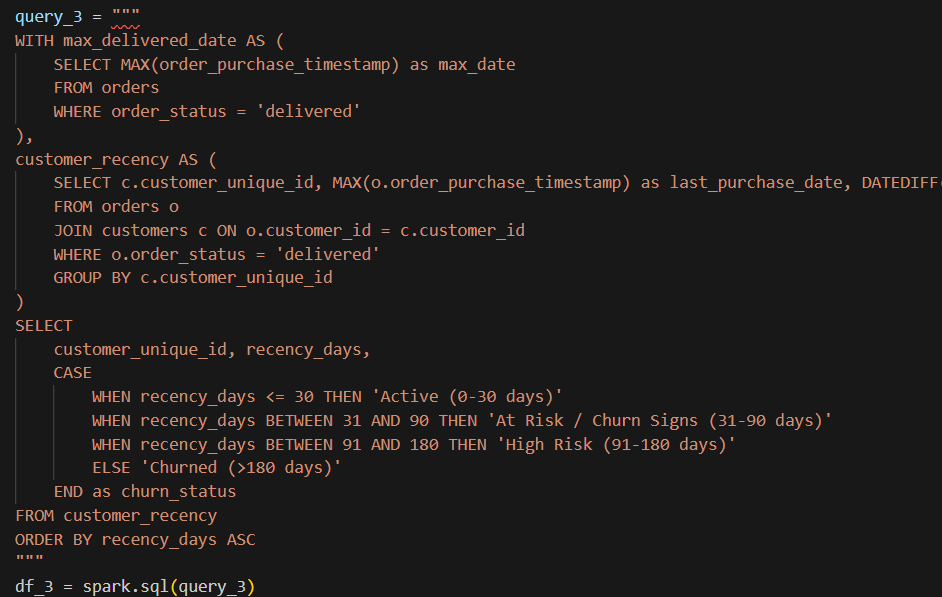 query_3 = """
WITH max_delivered_date AS (
SELECT MAX(order_purchase_timestamp) as max_date
FROM orders
WHERE order_status = 'delivered'
),
customer_recency AS (
SELECT c.customer_unique_id, MAX(o.order_purchase_timestamp) as last_purchase_date, DATEDIFF(
FROM orders o
JOIN customers c ON o.customer_id = c.customer_id
WHERE o.order_status = 'delivered'
GROUP BY c.customer_unique_id
)
SELECT
customer_unique_id, recency_days,
CASE
WHEN recency_days <= 30 THEN 'Active (0-30 days)'
WHEN recency_days BETWEEN 31 AND 90 THEN 'At Risk / Churn Signs (31-90 days)'
WHEN recency_days BETWEEN 91 AND 180 THEN 'High Risk (91-180 days)'
ELSE 'Churned (>180 days)'
END as churn_status
FROM customer_recency
ORDER BY recency_days ASC
"""
df_3 = spark.sql(query_3)